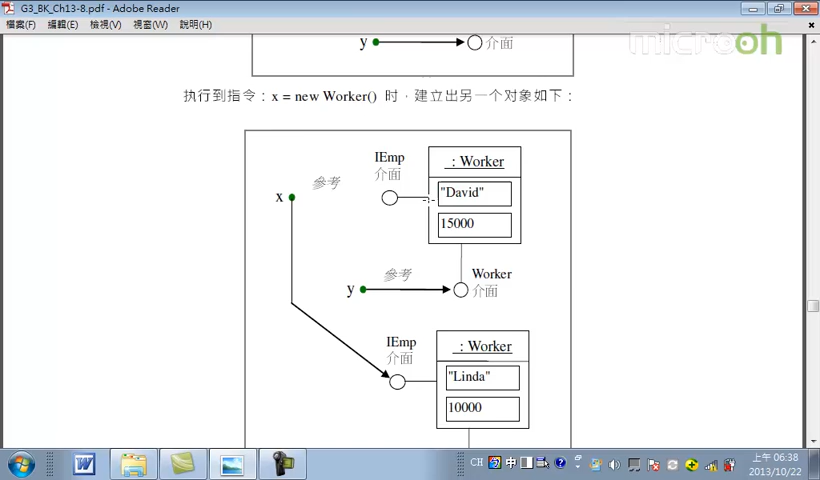 G3_BK_Ch13-8.pdf - Adobe Reader
檔案(F) 編輯(E) 檢視(V) 視窗(W) 說明(H)
microoh
y 介面
执行到指令：x = new Worker() 时，建立出另一个对象如下：
IEmp
介面
: Worker
參考
x
"David"
15000
參考
y
Worker
介面
IEmp
介面
: Worker
"Linda"
10000
CH 中
上午 06:38
2013/10/22